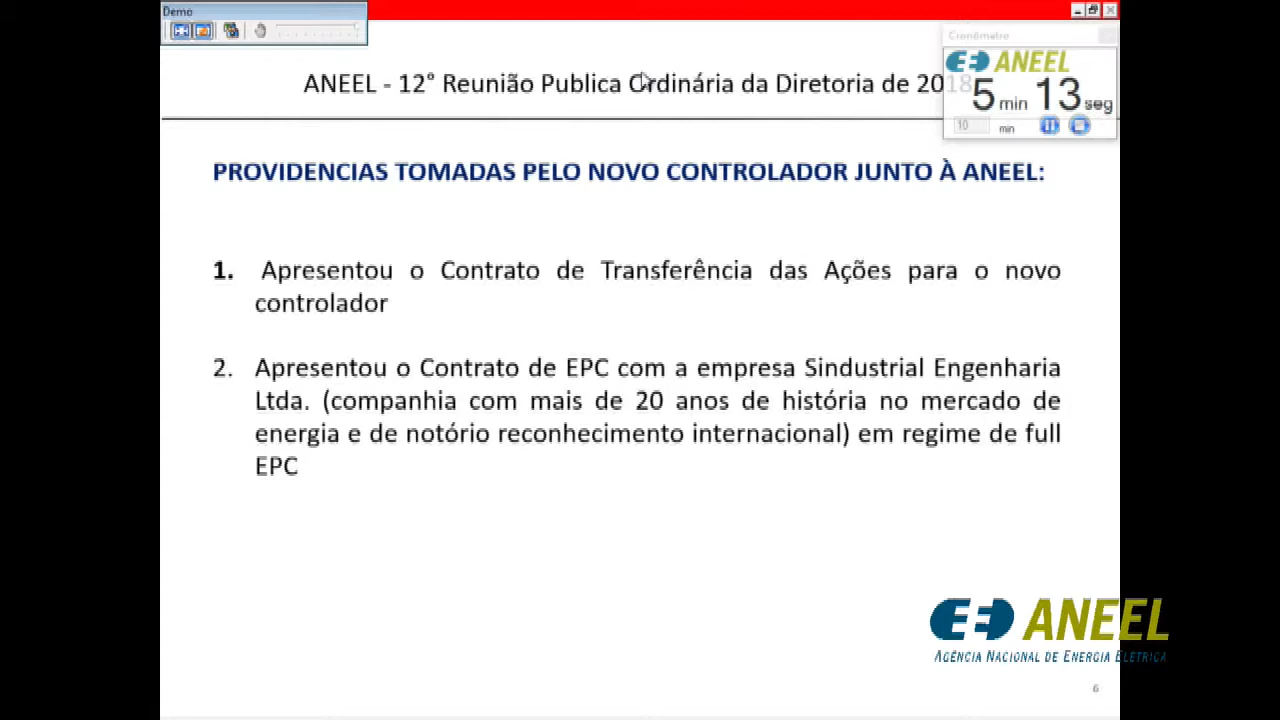 Demo
Cronômetro
ANEEL
ANEEL - 12° Reunião Publica Ordinária da Diretoria de 2018
5 min 13 seg
10 min
PROVIDENCIAS TOMADAS PELO NOVO CONTROLADOR JUNTO À ANEEL:
1. Apresentou o Contrato de Transferência das Ações para o novo
controlador
2. Apresentou o Contrato de EPC com a empresa Sindustrial Engenharia
Ltda. (companhia com mais de 20 anos de história no mercado de
energia e de notório reconhecimento internacional) em regime de full
EPC
ANEEL
AGÊNCIA NACIONAL DE ENERGIA ELÉTRICA
6